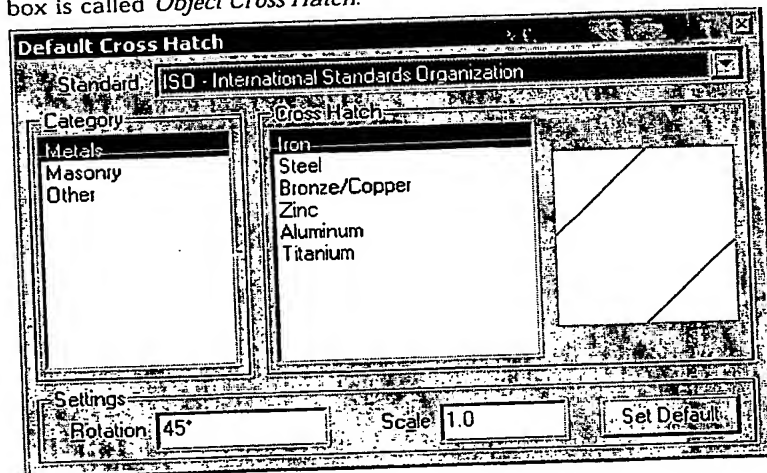 box is called Object Cross Hatch.
Default Cross Hatch
Standard ISO - International Standards Organization
Category
Metals
Masonry
Other
Cross Hatch
Iron
Steel
Bronze/Copper
Zinc
Aluminum
Titanium
Settings
Rotation 45° Scale 1.0 Set Default